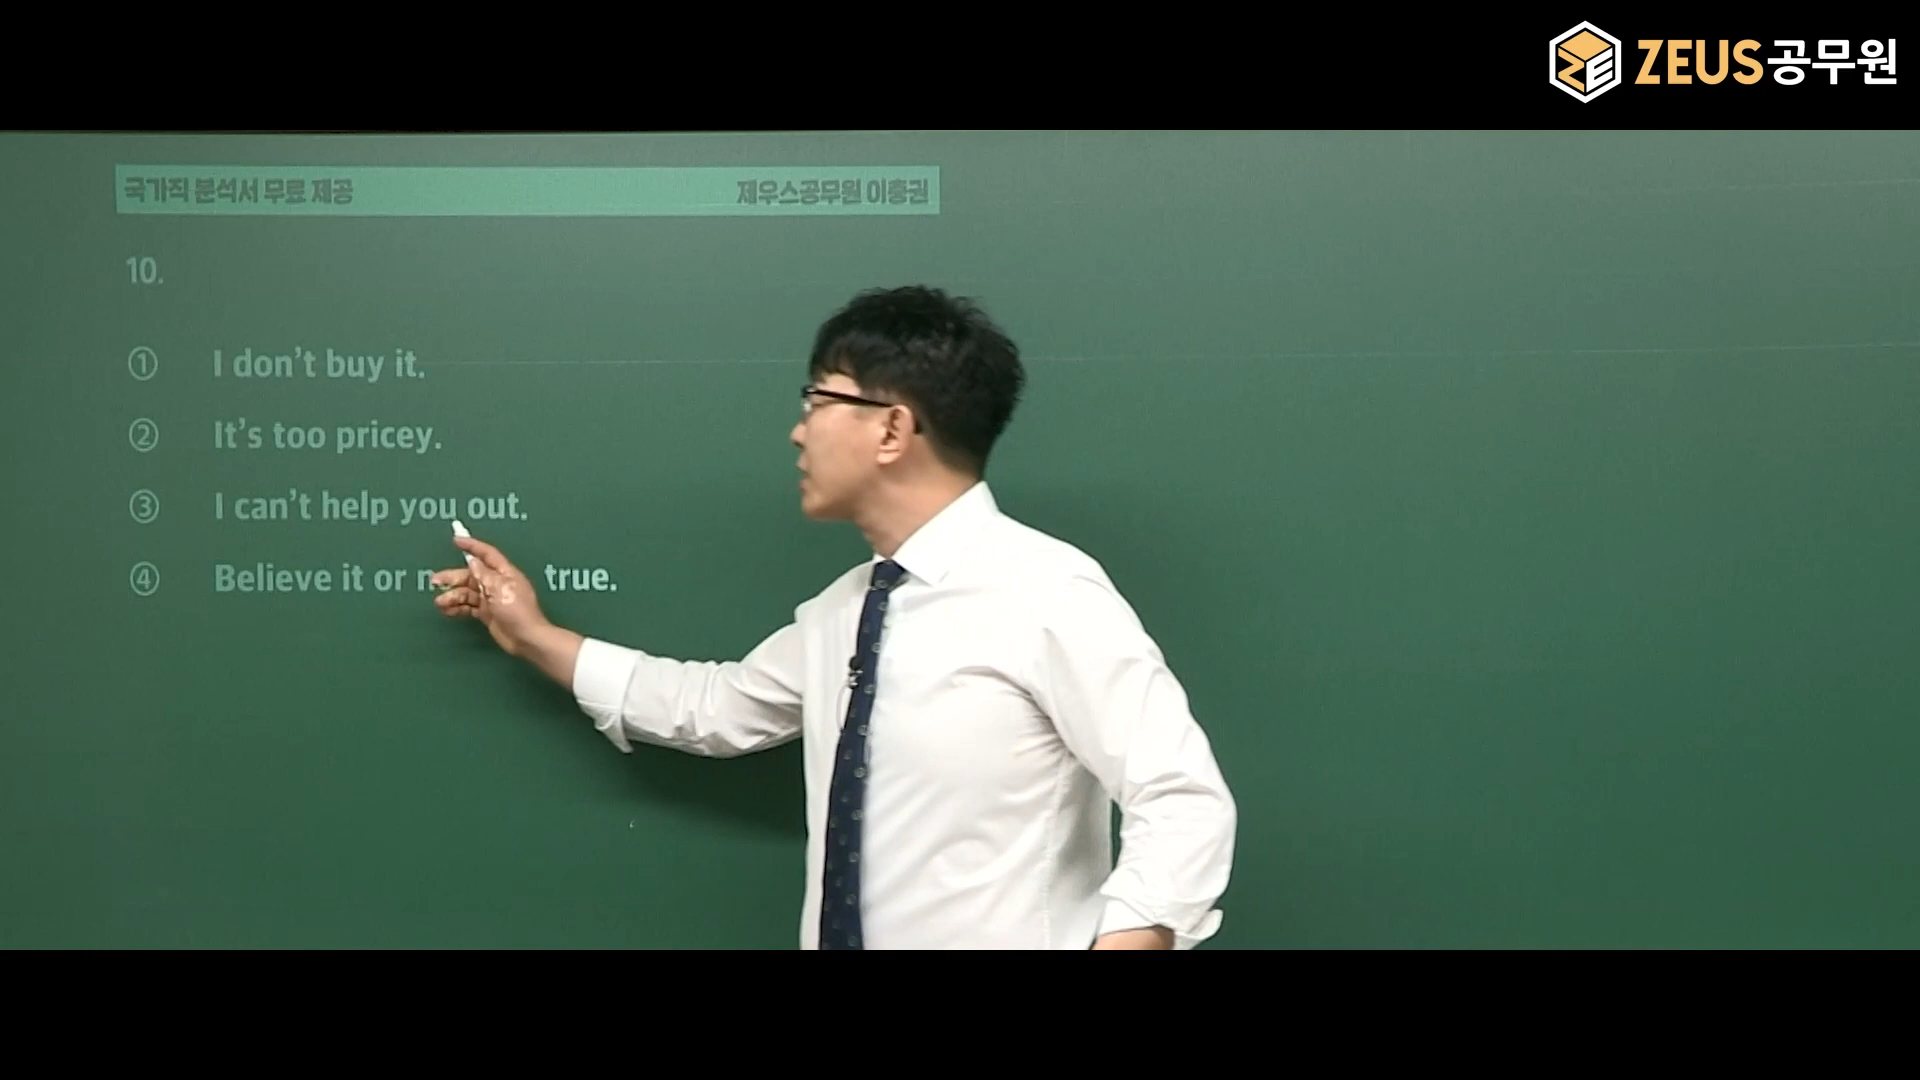 ZEUS공무원
국가직 분석서 무료 제공 제우스공무원 이흥권
10.
① I don't buy it.
② It's too pricey.
③ I can't help you out.
④ Believe it or true.